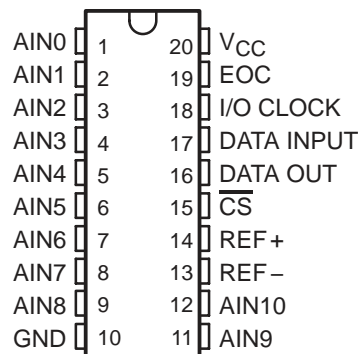 AIN0 1 20 V_CC
AIN1 2 19 EOC
AIN2 3 18 I/O CLOCK
AIN3 4 17 DATA INPUT
AIN4 5 16 DATA OUT
AIN5 6 15 C̅S̅
AIN6 7 14 REF+
AIN7 8 13 REF−
AIN8 9 12 AIN10
GND 10 11 AIN9